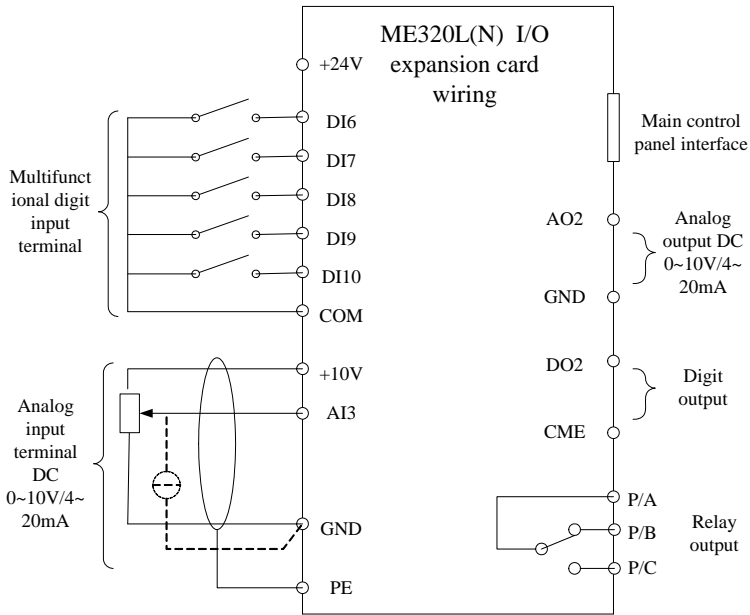 ME320L(N) I/O
expansion card
wiring
+24V
DI6
DI7
DI8
DI9
DI10
COM
Multifunct
ional digit
input
terminal
+10V
AI3
GND
PE
Analog
input
terminal
DC
0~10V/4~
20mA
Main control
panel interface
AO2
GND
Analog
output DC
0~10V/4~
20mA
DO2
CME
Digit
output
P/A
P/B
P/C
Relay
output